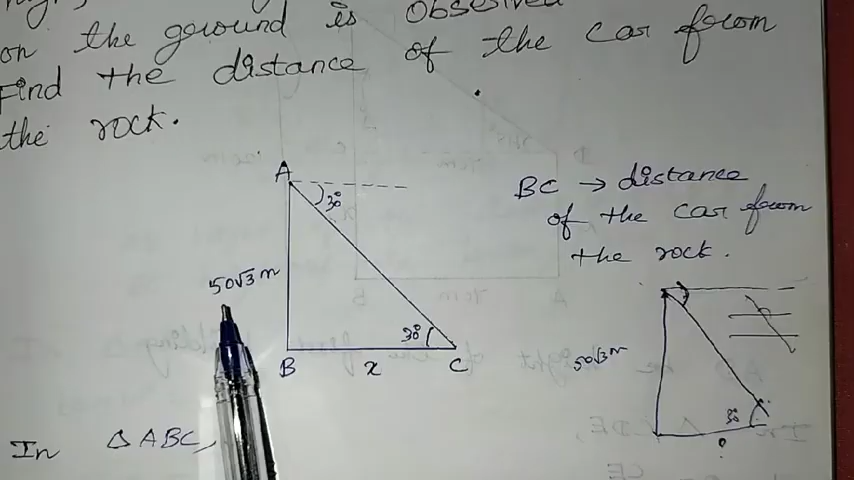 on the ground is observed
Find the distance of the car from
the rock.
A
30°
50√3 m
30°
B
x
C
BC → distance
of the car from
the rock.
50√3 m
30°
?
In △ ABC,